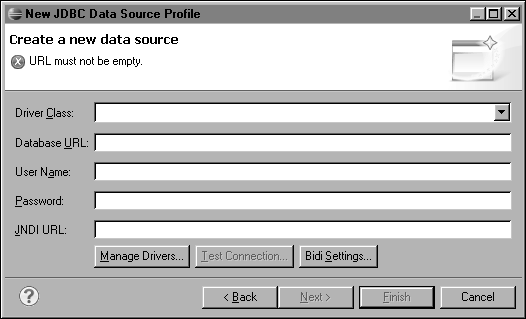 New JDBC Data Source Profile
Create a new data source
URL must not be empty.
Driver Class:
Database URL:
User Name:
Password:
JNDI URL:
Manage Drivers... Test Connection... Bidi Settings...
? < Back Next > Finish Cancel